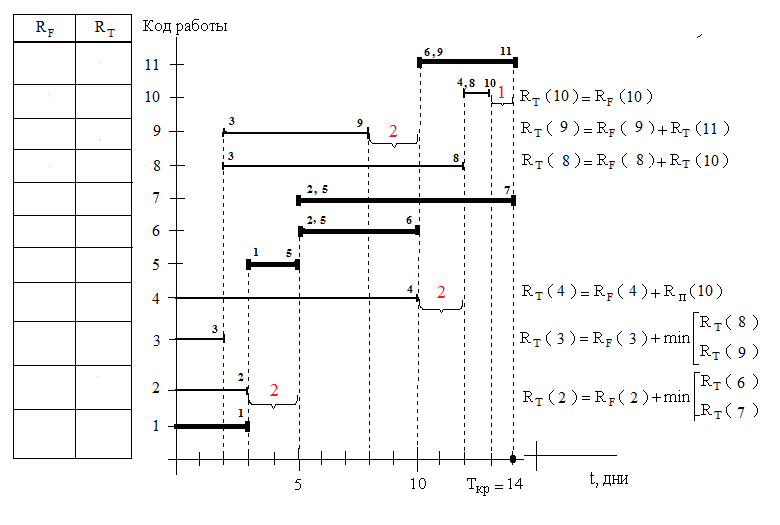 R_F R_T Код работы
11 6,9 11
10 4,8 10 1 R_T(10)=R_F(10)
9 3 9 2 R_T(9)=R_F(9)+R_T(11)
8 3 8 R_T(8)=R_F(8)+R_T(10)
7 2,5 7
6 2,5 6
5 1 5
4 4 2 R_T(4)=R_F(4)+R_п(10)
3 3 R_T(3)=R_F(3)+min[R_T(8)
R_T(9)
2 2 2 R_T(2)=R_F(2)+min[R_T(6)
R_T(7)
1 1
5 10 T_кр=14 t, дни